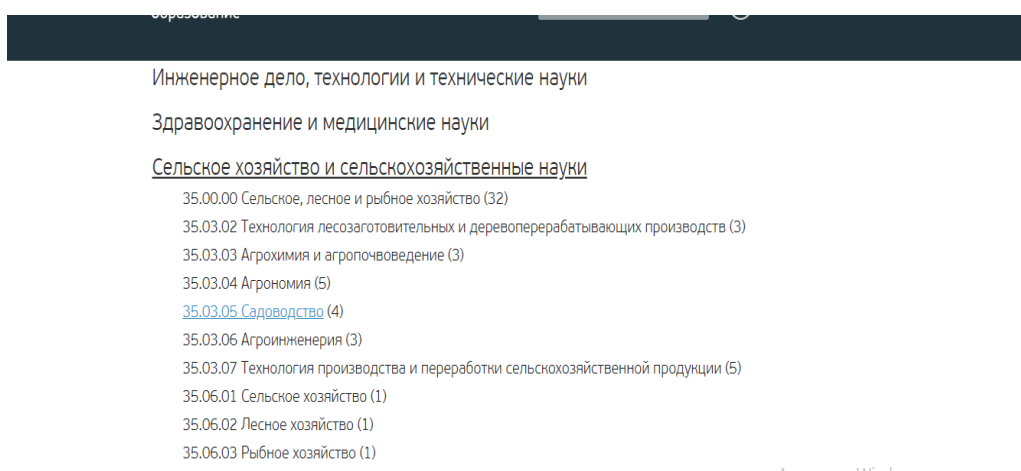 образование
Инженерное дело, технологии и технические науки
Здравоохранение и медицинские науки
Сельское хозяйство и сельскохозяйственные науки
35.00.00 Сельское, лесное и рыбное хозяйство (32)
35.03.02 Технология лесозаготовительных и деревоперерабатывающих производств (3)
35.03.03 Агрохимия и агропочвоведение (3)
35.03.04 Агрономия (5)
35.03.05 Садоводство (4)
35.03.06 Агроинженерия (3)
35.03.07 Технология производства и переработки сельскохозяйственной продукции (5)
35.06.01 Сельское хозяйство (1)
35.06.02 Лесное хозяйство (1)
35.06.03 Рыбное хозяйство (1)